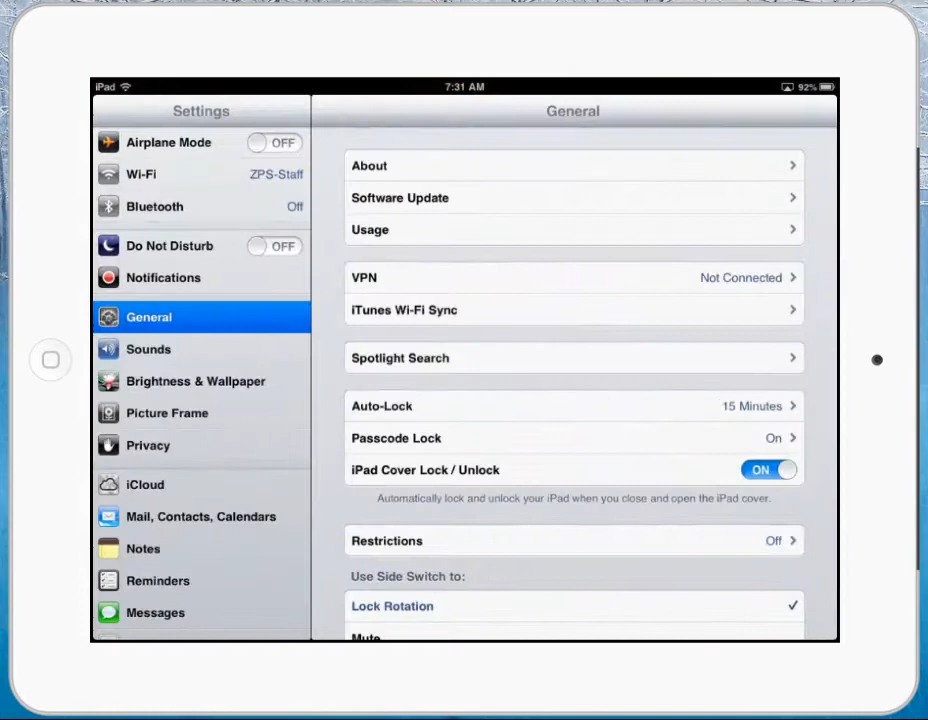 iPad 7:31 AM 92%
Settings
Airplane Mode OFF
Wi-Fi ZPS-Staff
Bluetooth Off
Do Not Disturb OFF
Notifications
General
Sounds
Brightness & Wallpaper
Picture Frame
Privacy
iCloud
Mail, Contacts, Calendars
Notes
Reminders
Messages
General
About
Software Update
Usage
VPN Not Connected
iTunes Wi-Fi Sync
Spotlight Search
Auto-Lock 15 Minutes
Passcode Lock On
iPad Cover Lock / Unlock ON
Automatically lock and unlock your iPad when you close and open the iPad cover.
Restrictions Off
Use Side Switch to:
Lock Rotation
Mute